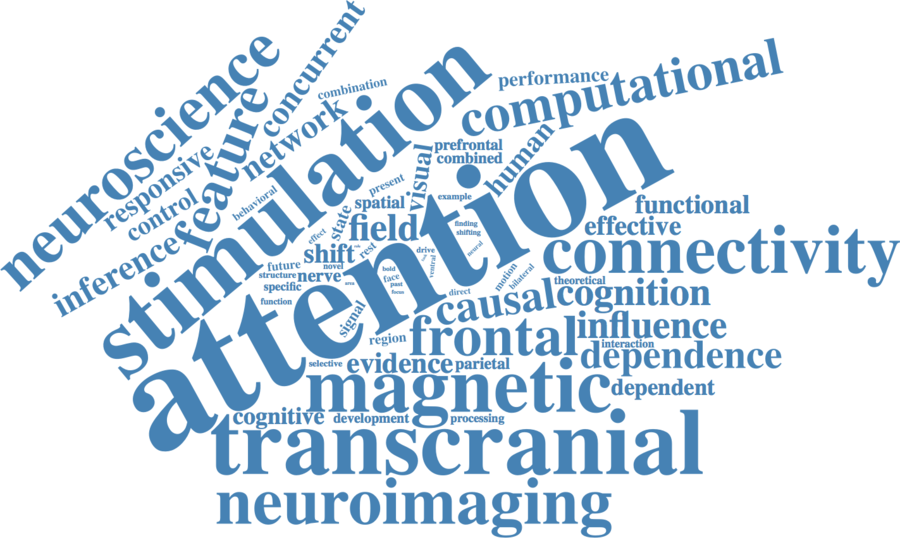 neuroscience
concurrent
combination
performance
computational
stimulation
feature
network
responsive
control
inference
prefrontal
combined
visual
human
attention
behavioral
present
spatial
example
state
effect
field
finding
shifting
functional
effective
connectivity
shift
rest
drive
neural
future
novel
structure
nerve
area
bold
face
past
focus
ventral
motion
bilateral
specific
theoretical
function
direct
causal
cognition
signal
region
frontal
influence
interaction
selective
evidence
parietal
dependence
magnetic
dependent
cognitive
development
processing
transcranial
neuroimaging